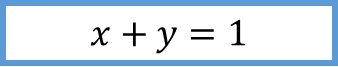 x + y = 1